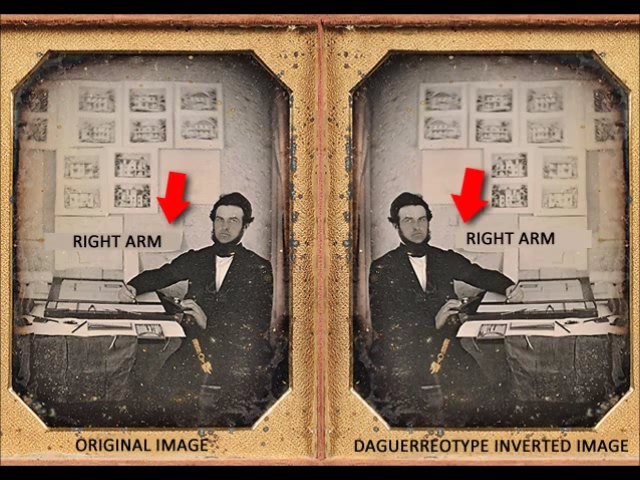 RIGHT ARM
RIGHT ARM
ORIGINAL IMAGE
DAGUERREOTYPE INVERTED IMAGE